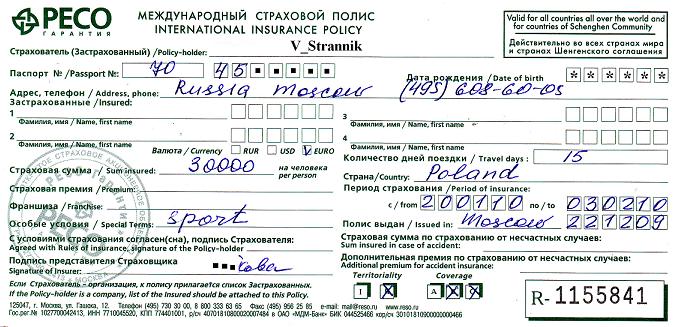 РЕСО ГАРАНТИЯ
МЕЖДУНАРОДНЫЙ СТРАХОВОЙ ПОЛИС
INTERNATIONAL INSURANCE POLICY
Valid for all countries all over the world and for countries of Schenghen Community
Действительно во всех странах мира и странах Шенгенского соглашения
Страхователь (Застрахованный) /Policy-holder: V_Strannik
Паспорт № /Passport №: 70 45
Дата рождения / Date of birth * * * * * *
Адрес, телефон / Address, phone: Russia Moscow (495) 608-60-05
Застрахованные / Insured:
1
Фамилия, имя / Name, first name
3
Фамилия, имя / Name, first name
2
Фамилия, имя / Name, first name
4
Фамилия, имя / Name, first name
Валюта / Currency RUR USD V EURO
Количество дней поездки / Travel days: 15
Страховая сумма / Sum insured: 30000 на человека per person
Страна/Country: Poland
Страховая премия / Premium:
Период страхования / Period of insurance:
Франшиза / Franchise:
с / from 200110 по / to 030210
Особые условия / Special Terms: Sport
Полис выдан / Issued in: Moscow 221209
С условиями страхования согласен(сна), подпись Страхователя:
Agreed with Rules of insurance, signature of the Policy-holder
Страховая сумма по страхованию от несчастных случаев:
Sum insured in case of accident:
Подпись представителя Страховщика
Signature of Insurer:
Дополнительная премия по страхованию от несчастных случаев:
Additional premium for accident insurance:
Territoriality Coverage
I X A X X
Если Страхователь - организация, к полису прилагается список Застрахованных.
If the Policy-holder is a company, list of the Insured should be attached to this Policy.
R- 1155841
125047, г. Москва, ул. Гашека, 12. Телефоны (495) 730 30 00, 8 800 333 63 65 Факс (495) 956 25 85 e-mail: mail@reso.ru www.reso.ru
Гос.рег.№ 1027700042413, ИНН 7710045520, КПП 774401001, р/с 40701810800020007484 в ОАО «МДМ-Банк» БИК 044525466 к/с 30101810900000000466